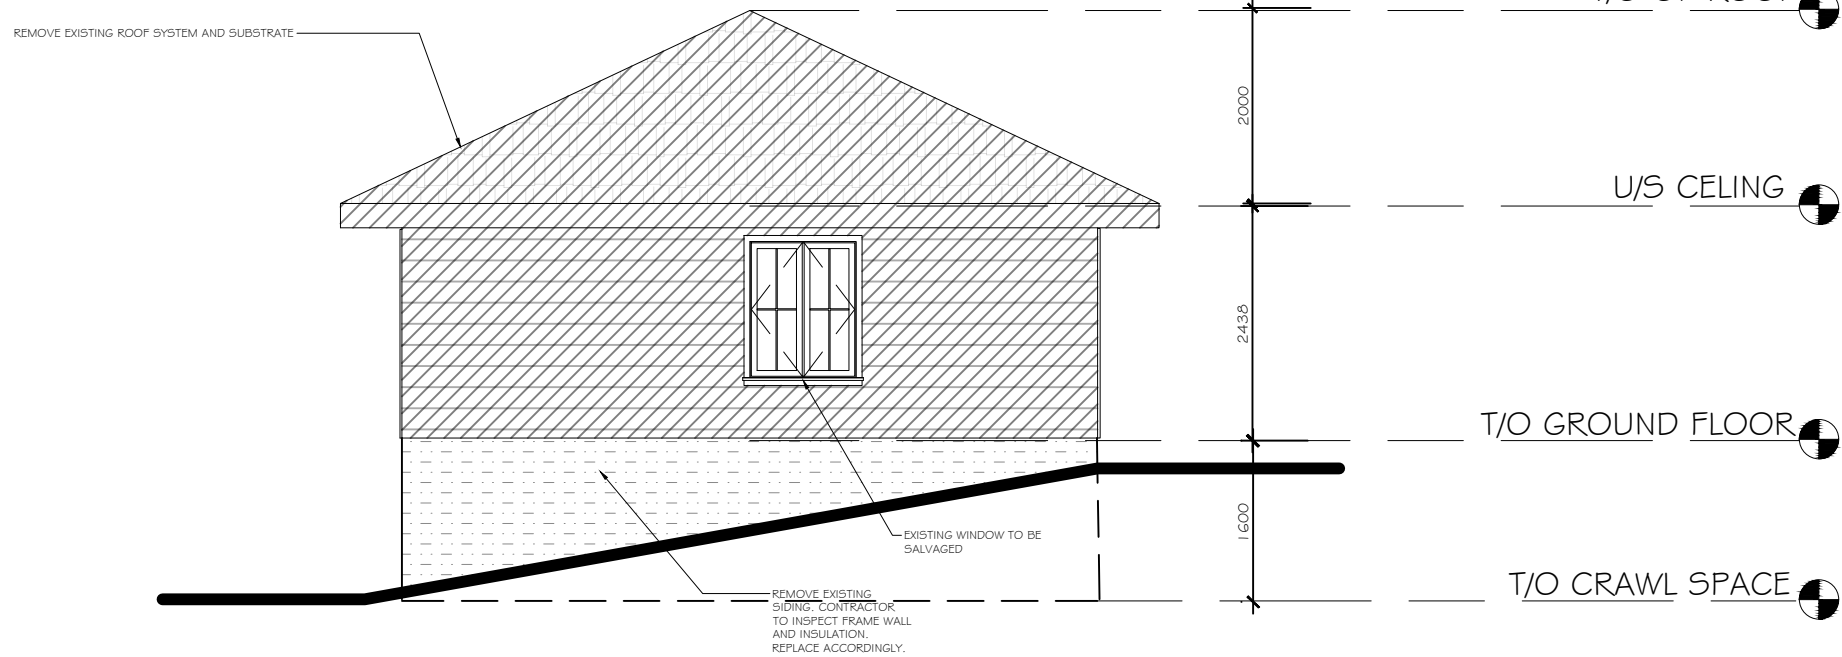 REMOVE EXISTING ROOF SYSTEM AND SUBSTRATE
2000
U/S CELING
2438
T/O GROUND FLOOR
1600
EXISTING WINDOW TO BE
SALVAGED
T/O CRAWL SPACE
REMOVE EXISTING
SIDING. CONTRACTOR
TO INSPECT FRAME WALL
AND INSULATION.
REPLACE ACCORDINGLY.